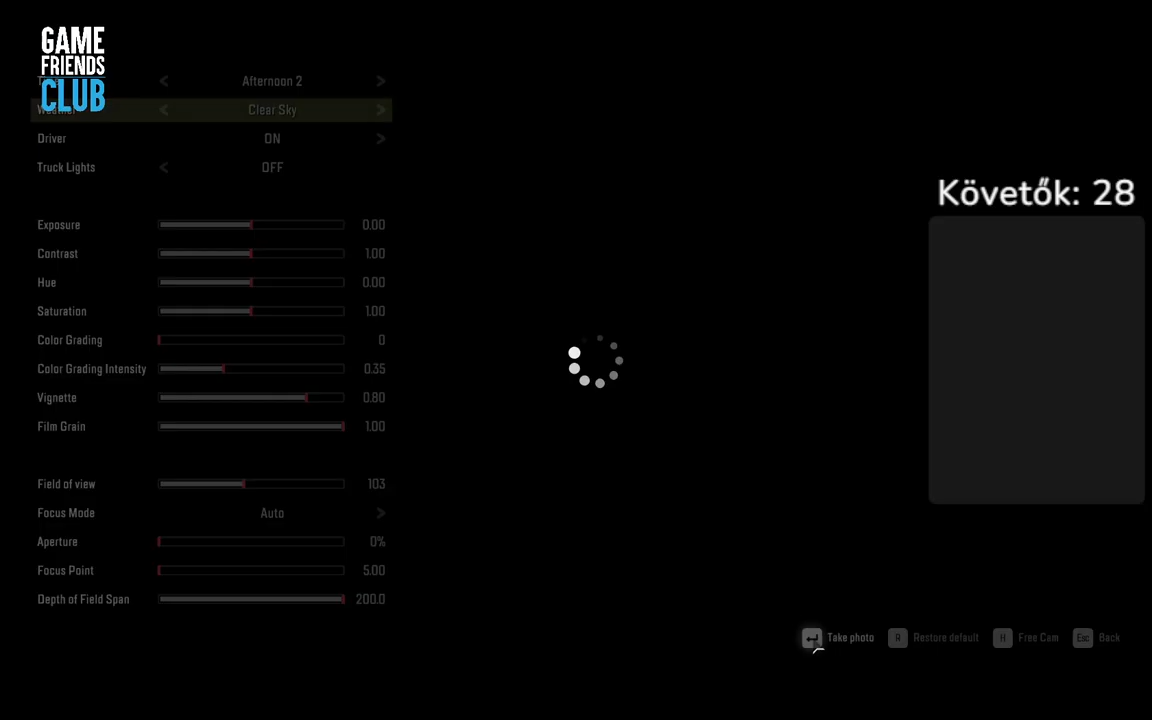 GAME
FRIENDS
CLUB
Afternoon 2
Clear Sky
Driver ON
Truck Lights OFF
Exposure 0.00
Contrast 1.00
Hue 0.00
Saturation 1.00
Color Grading 0
Color Grading Intensity 0.35
Vignette 0.80
Film Grain 1.00
Field of view 103
Focus Mode Auto
Aperture 0%
Focus Point 5.00
Depth of Field Span 200.0
Követők: 28
Take photo R Restore default H Free Cam Esc Back